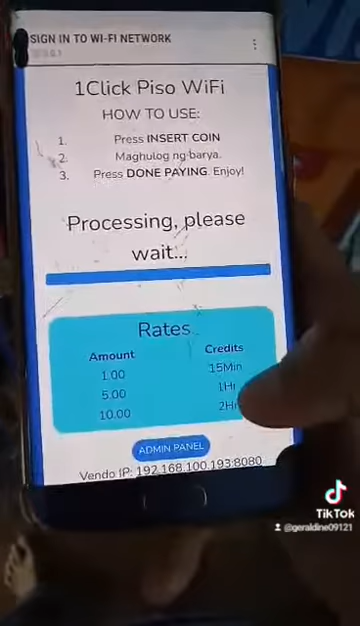 SIGN IN TO WI-FI NETWORK
1Click Piso WiFi
HOW TO USE:
1. Press INSERT COIN
2. Maghulog ng barya.
3. Press DONE PAYING. Enjoy!
Processing, please
wait...
Rates
Amount Credits
1.00 15Min
5.00 1Hr
10.00 2Hr
ADMIN PANEL
Vendo IP: 192.168.100.193:8080
TikTok
@geraldine09121